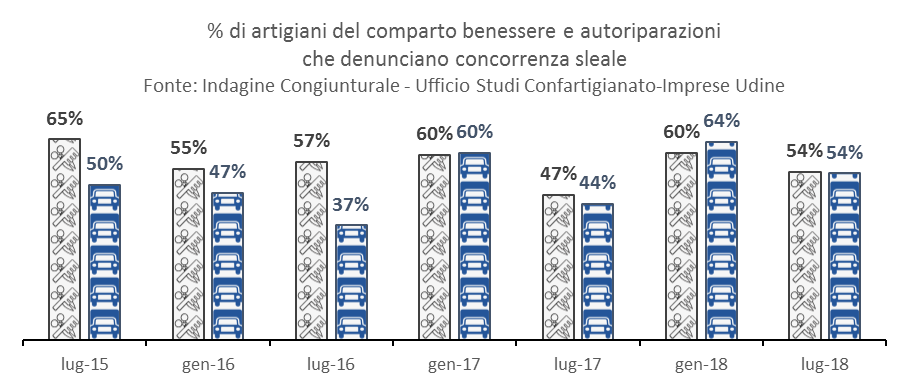 % di artigiani del comparto benessere e autoriparazioni
che denunciano concorrenza sleale
Fonte: Indagine Congiunturale - Ufficio Studi Confartigianato-Imprese Udine
65% 50% 55% 47% 57% 37% 60% 60% 47% 44% 60% 64% 54% 54%
lug-15 gen-16 lug-16 gen-17 lug-17 gen-18 lug-18